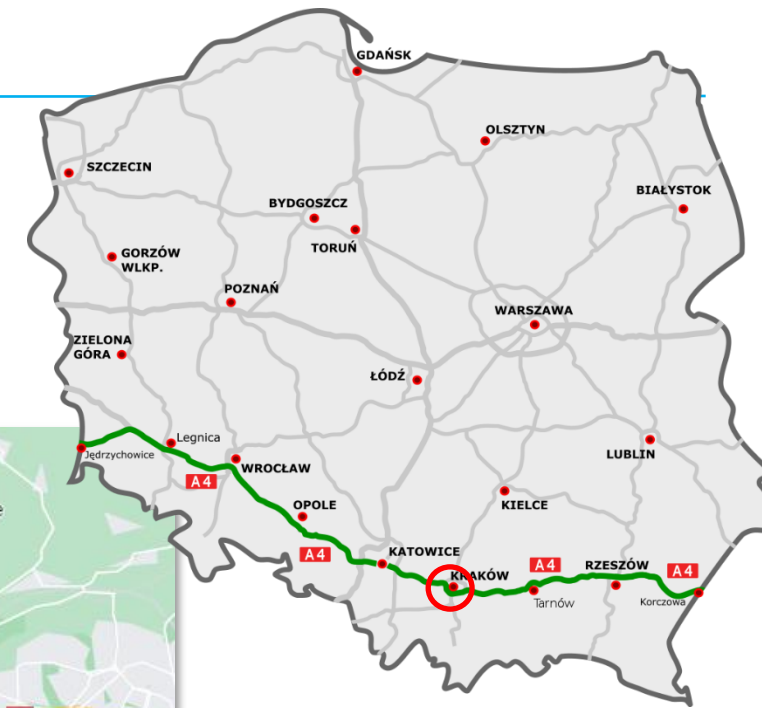 GDAŃSK
OLSZTYN
SZCZECIN
BIAŁYSTOK
BYDGOSZCZ
TORUŃ
GORZÓW
WLKP.
POZNAŃ
WARSZAWA
ZIELONA
GÓRA
ŁÓDŹ
Legnica
Jędrzychowice
WROCŁAW
LUBLIN
A4
OPOLE
KIELCE
A4
KATOWICE
KRAKÓW
A4
RZESZÓW
A4
Tarnów
Korczowa